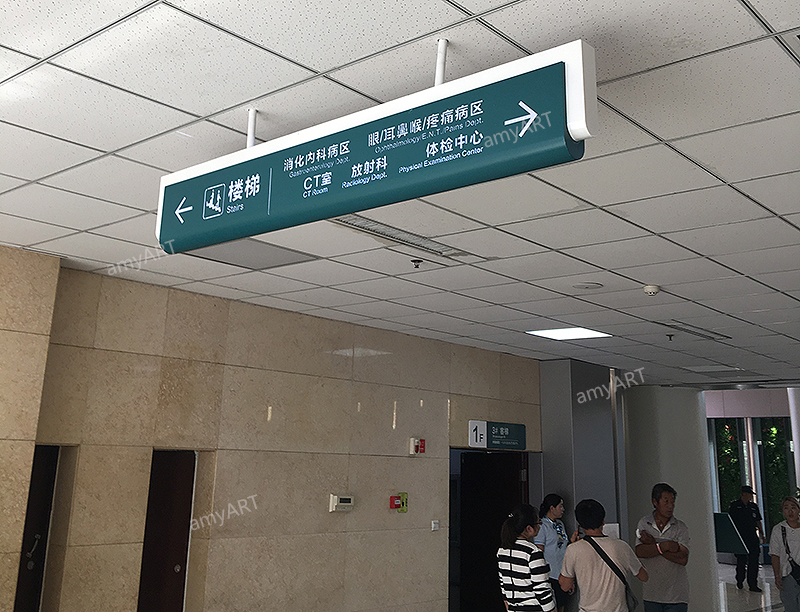 楼梯
Stairs
消化内科病区
Gastroenterology Dept.
眼/耳鼻喉/疼痛病区
Ophthalmology/E.N.T./Pains Dept.
CT室
CT Room
放射科
Raciology Dept.
体检中心
Physical Examination Center
1F
3# 客梯
amyART
amyART
amyART
amyART